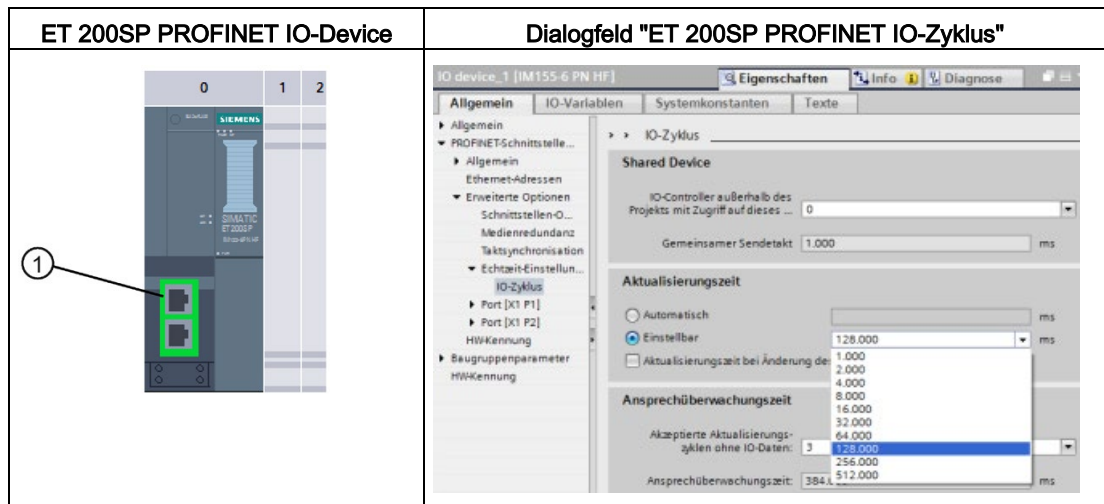 ET 200SP PROFINET IO-Device
Dialogfeld "ET 200SP PROFINET IO-Zyklus"
0 1 2
SIEMENS
SIMATIC
ET 200SP
1
IO device_1 [IM155-6 PN HF]
Eigenschaften Info Diagnose
Allgemein IO-Variablen Systemkonstanten Texte
Allgemein
PROFINET-Schnittstelle...
Allgemein
Ethernet-Adressen
Erweiterte Optionen
Schnittstellen-O...
Medienredundanz
Taktsynchronisation
Echtzeit-Einstellun...
IO-Zyklus
Port [X1 P1]
Port [X1 P2]
HW-Kennung
Baugruppenparameter
HW-Kennung
IO-Zyklus
Shared Device
IO-Controller außerhalb des
Projekts mit Zugriff auf dieses ... 0
Gemeinsamer Sendetakt 1.000 ms
Aktualisierungszeit
Automatisch ms
Einstellbar 128.000 ms
Aktualisierungszeit bei Änderung de
1.000
2.000
4.000
8.000
16.000
32.000
64.000
128.000
256.000
512.000
Ansprechüberwachungszeit
Akzeptierte Aktualisierungs-
zyklen ohne IO-Daten: 3
Ansprechüberwachungszeit: 384. ms